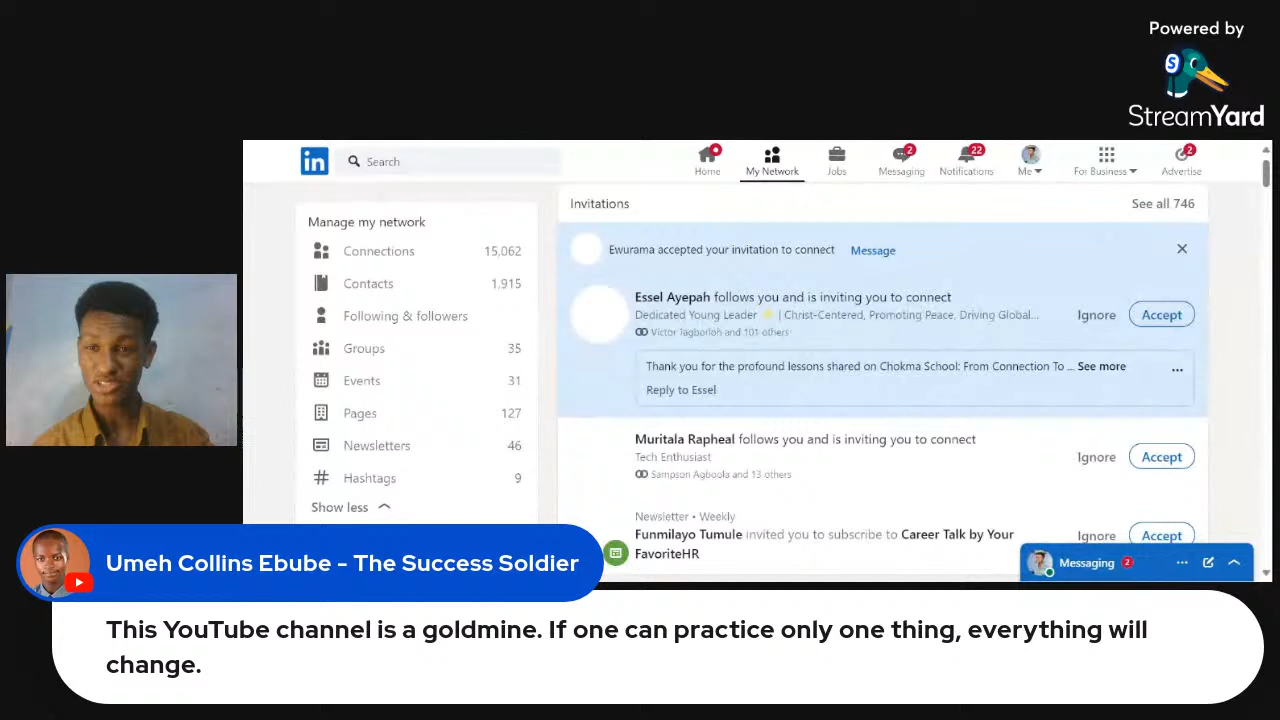 Powered by
StreamYard
in
Search
Home
My Network
Jobs
2
Messaging
22
Notifications
Me
For Business
2
Advertise
Manage my network
Connections 15,062
Contacts 1,915
Following & followers
Groups 35
Events 31
Pages 127
Newsletters 46
Hashtags 9
Show less
Invitations
See all 746
Ewurama accepted your invitation to connect
Message
Essel Ayepah follows you and is inviting you to connect
Dedicated Young Leader | Christ-Centered, Promoting Peace, Driving Global...
and 101 others
Ignore
Accept
Thank you for the profound lessons shared on Chokma School: From Connection To ... See more
Reply to Essel
Muritala Rapheal follows you and is inviting you to connect
Tech Enthusiast
Sampson Agboola and 13 others
Ignore
Accept
Newsletter • Weekly
Funmilayo Tumule invited you to subscribe to Career Talk by Your
FavoriteHR
Ignore
Accept
Messaging 2
Umeh Collins Ebube - The Success Soldier
This YouTube channel is a goldmine. If one can practice only one thing, everything will
change.